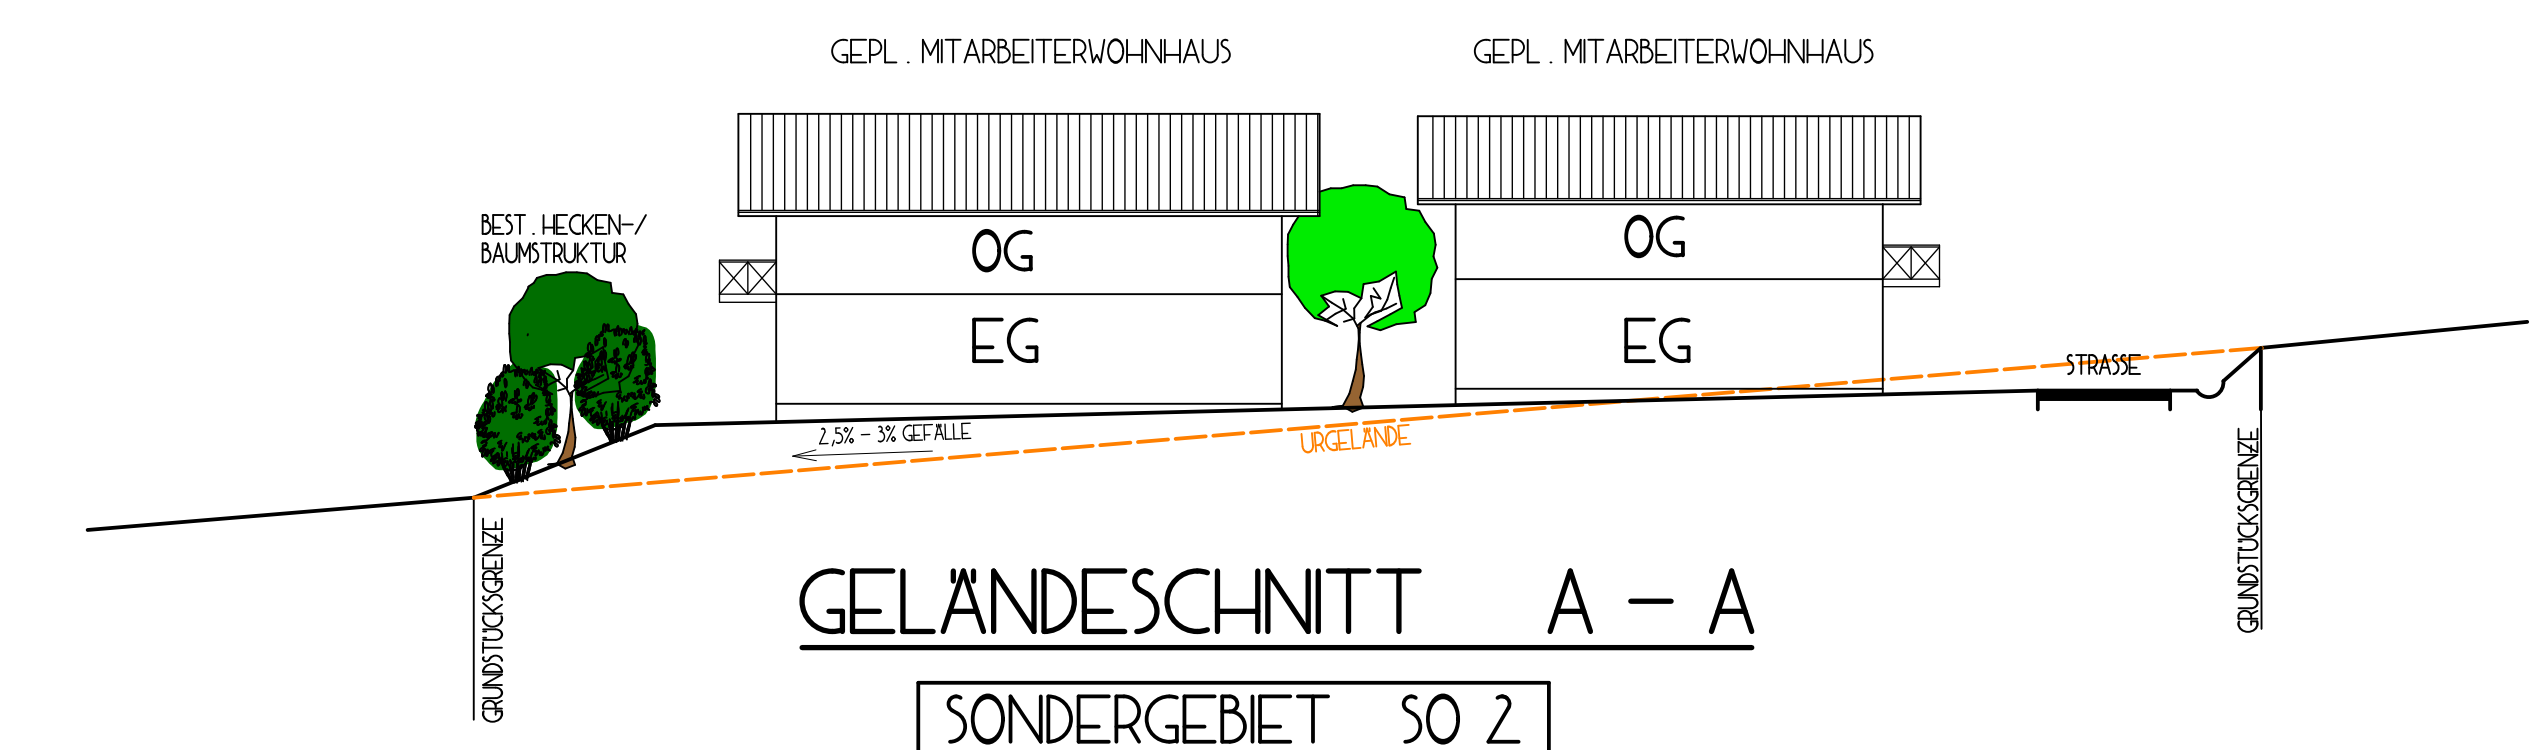 GEPL. MITARBEITERWOHNHAUS
GEPL. MITARBEITERWOHNHAUS
BEST. HECKEN-/
BAUMSTRUKTUR
OG
EG
OG
EG
STRASSE
2,5% - 3% GEFÄLLE
URGELÄNDE
GRUNDSTÜCKSGRENZE
GRUNDSTÜCKSGRENZE
GELÄNDESCHNITT A - A
SONDERGEBIET SO 2